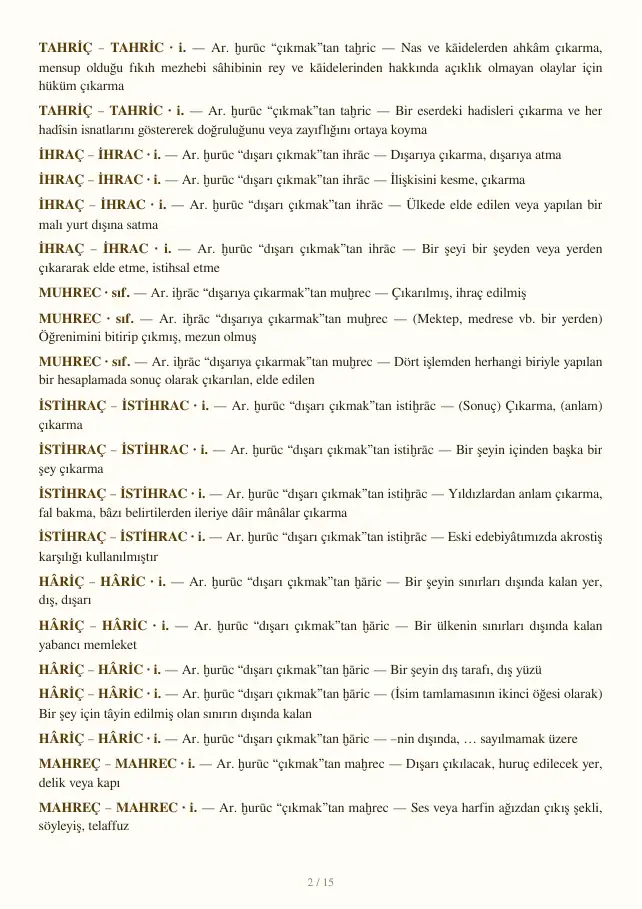 TAHRİÇ – TAHRİC · i. — Ar. ḫurūc “çıkmak”tan taḫric — Nas ve kāidelerden ahkâm çıkarma,
mensup olduğu fıkıh mezhebi sâhibinin rey ve kāidelerinden hakkında açıklık olmayan olaylar için
hüküm çıkarma
TAHRİÇ – TAHRİC · i. — Ar. ḫurūc “çıkmak”tan taḫric — Bir eserdeki hadisleri çıkarma ve her
hadîsin isnatlarını göstererek doğruluğunu veya zayıflığını ortaya koyma
İHRAÇ – İHRAC · i. — Ar. ḫurūc “dışarı çıkmak”tan ihrāc — Dışarıya çıkarma, dışarıya atma
İHRAÇ – İHRAC · i. — Ar. ḫurūc “dışarı çıkmak”tan ihrāc — İlişkisini kesme, çıkarma
İHRAÇ – İHRAC · i. — Ar. ḫurūc “dışarı çıkmak”tan ihrāc — Ülkede elde edilen veya yapılan bir
malı yurt dışına satma
İHRAÇ – İHRAC · i. — Ar. ḫurūc “dışarı çıkmak”tan ihrāc — Bir şeyi bir şeyden veya yerden
çıkararak elde etme, istihsal etme
MUHREC · sıf. — Ar. iḫrāc “dışarıya çıkarmak”tan muḫrec — Çıkarılmış, ihraç edilmiş
MUHREC · sıf. — Ar. iḫrāc “dışarıya çıkarmak”tan muḫrec — (Mektep, medrese vb. bir yerden)
Öğrenimini bitirip çıkmış, mezun olmuş
MUHREC · sıf. — Ar. iḫrāc “dışarıya çıkarmak”tan muḫrec — Dört işlemden herhangi biriyle yapılan
bir hesaplamada sonuç olarak çıkarılan, elde edilen
İSTİHRAÇ – İSTİHRAC · i. — Ar. ḫurūc “dışarı çıkmak”tan istiḫrāc — (Sonuç) Çıkarma, (anlam)
çıkarma
İSTİHRAÇ – İSTİHRAC · i. — Ar. ḫurūc “dışarı çıkmak”tan istiḫrāc — Bir şeyin içinden başka bir
şey çıkarma
İSTİHRAÇ – İSTİHRAC · i. — Ar. ḫurūc “dışarı çıkmak”tan istiḫrāc — Yıldızlardan anlam çıkarma,
fal bakma, bâzı belirtilerden ileriye dâir mânâlar çıkarma
İSTİHRAÇ – İSTİHRAC · i. — Ar. ḫurūc “dışarı çıkmak”tan istiḫrāc — Eski edebiyâtımızda akrostiş
karşılığı kullanılmıştır
HÂRİÇ – HÂRİC · i. — Ar. ḫurūc “dışarı çıkmak”tan ḫāric — Bir şeyin sınırları dışında kalan yer,
dış, dışarı
HÂRİÇ – HÂRİC · i. — Ar. ḫurūc “dışarı çıkmak”tan ḫāric — Bir ülkenin sınırları dışında kalan
yabancı memleket
HÂRİÇ – HÂRİC · i. — Ar. ḫurūc “dışarı çıkmak”tan ḫāric — Bir şeyin dış tarafı, dış yüzü
HÂRİÇ – HÂRİC · i. — Ar. ḫurūc “dışarı çıkmak”tan ḫāric — (İsim tamlamasının ikinci öğesi olarak)
Bir şey için tâyin edilmiş olan sınırın dışında kalan
HÂRİÇ – HÂRİC · i. — Ar. ḫurūc “dışarı çıkmak”tan ḫāric — –nin dışında, … sayılmamak üzere
MAHREÇ – MAHREC · i. — Ar. ḫurūc “çıkmak”tan maḫrec — Dışarı çıkılacak, huruç edilecek yer,
delik veya kapı
MAHREÇ – MAHREC · i. — Ar. ḫurūc “çıkmak”tan maḫrec — Ses veya harfin ağızdan çıkış şekli,
söyleyiş, telaffuz
2 / 15